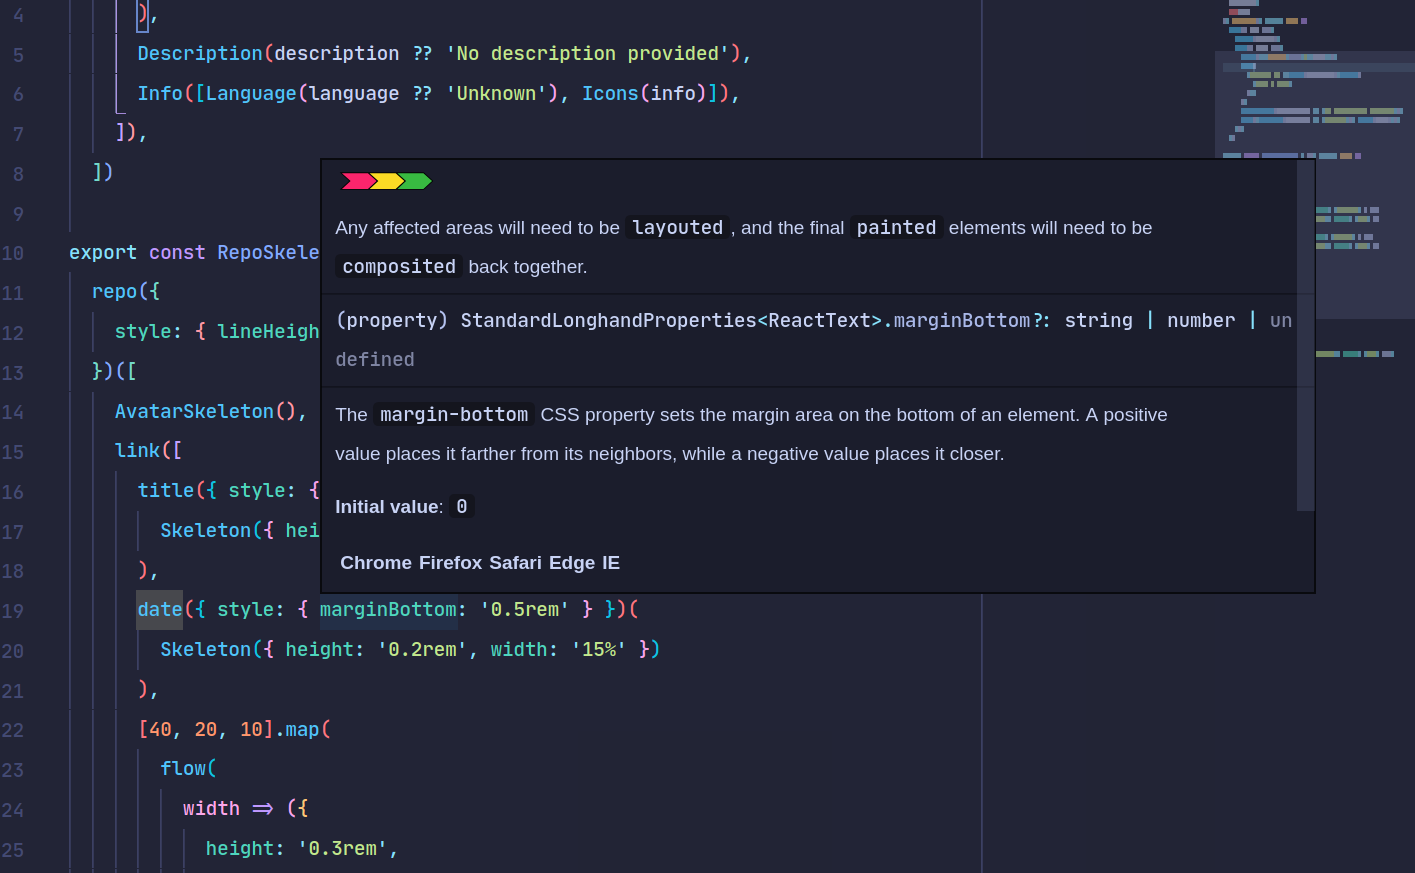 4 ),
5 Description(description ?? 'No description provided'),
6 Info([Language(language ?? 'Unknown'), Icons(info)]),
7 ]),
8 ])
9
Any affected areas will need to be layouted, and the final painted elements will need to be
composited back together.
(property) StandardLonghandProperties<ReactText>.marginBottom?: string | number | un
defined
The margin-bottom CSS property sets the margin area on the bottom of an element. A positive
value places it farther from its neighbors, while a negative value places it closer.
Initial value: 0
Chrome Firefox Safari Edge IE
10 export const RepoSkele
11 repo({
12 style: { lineHeigh
13 })([
14 AvatarSkeleton(),
15 link([
16 title({ style: {
17 Skeleton({ hei
18 ),
19 date({ style: { marginBottom: '0.5rem' } })(
20 Skeleton({ height: '0.2rem', width: '15%' })
21 ),
22 [40, 20, 10].map(
23 flow(
24 width => ({
25 height: '0.3rem',